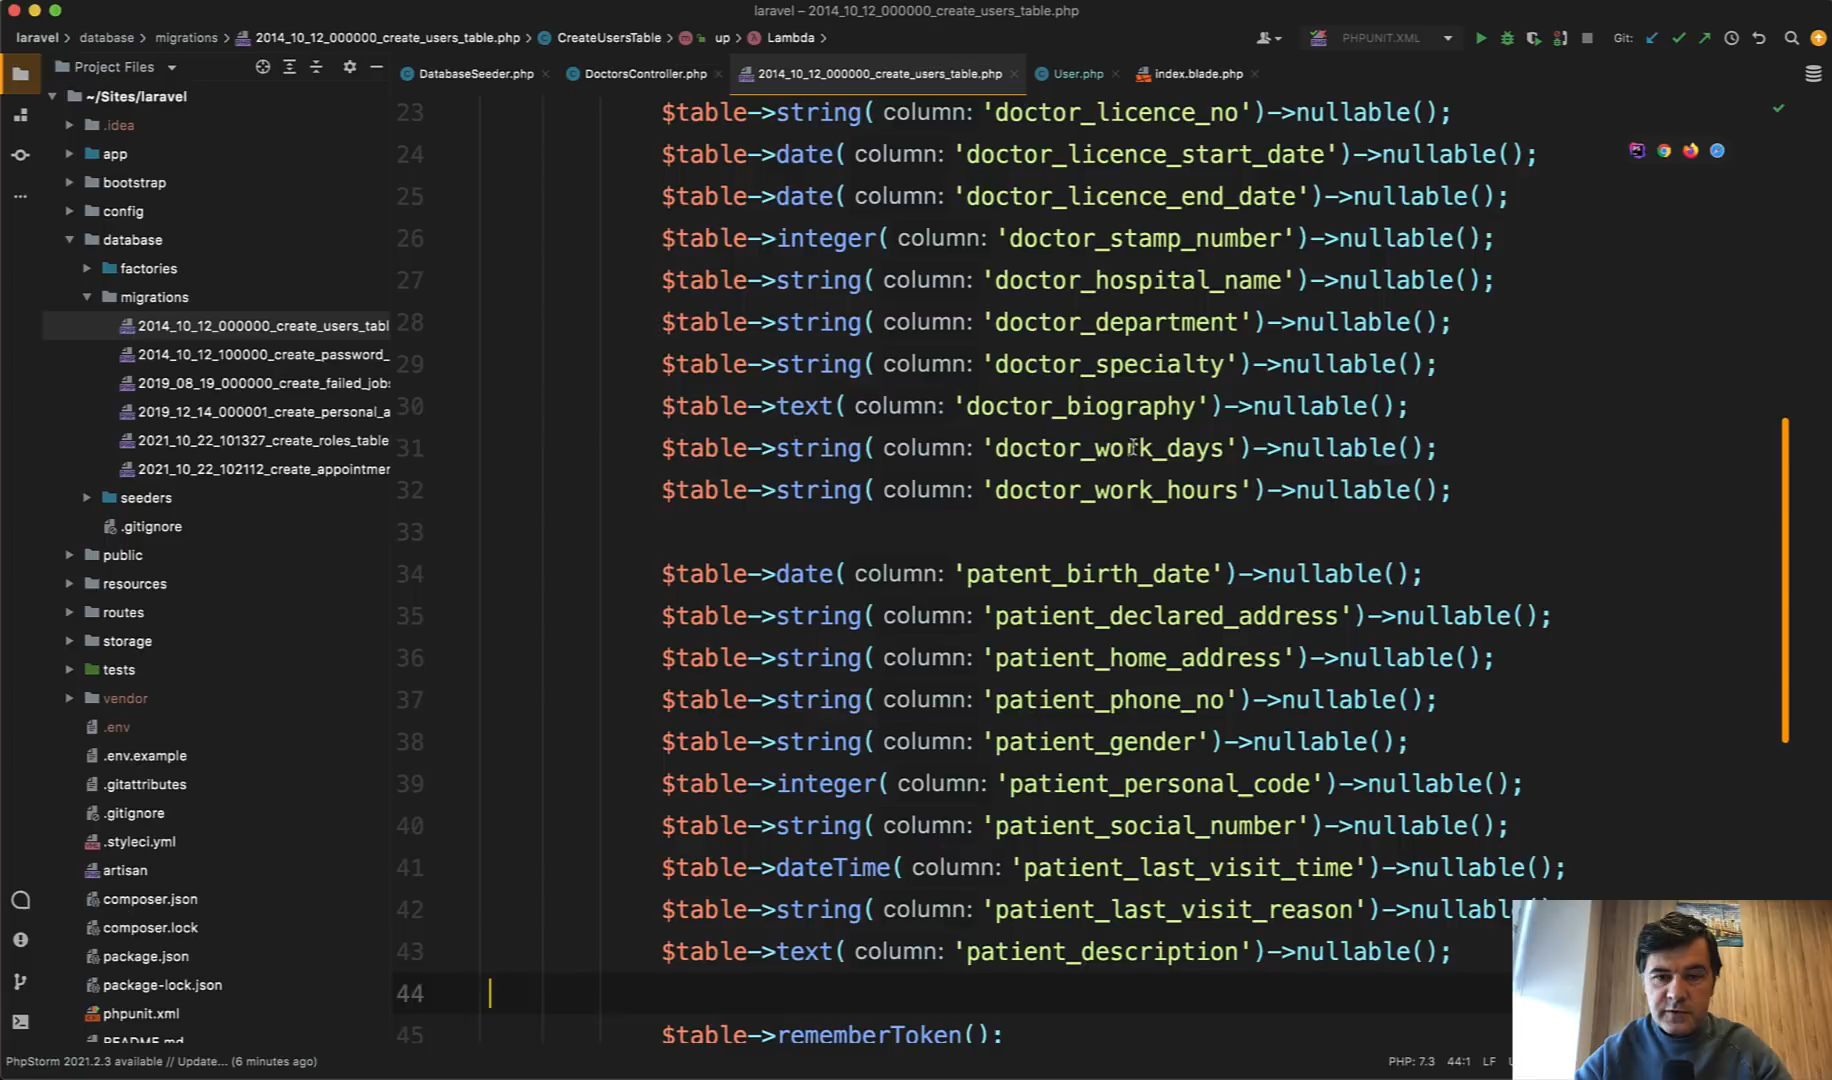 laravel – 2014_10_12_000000_create_users_table.php
laravel database migrations 2014_10_12_000000_create_users_table.php CreateUsersTable up Lambda PHPUNIT.XML Git:
Project Files DatabaseSeeder.php DoctorsController.php 2014_10_12_000000_create_users_table.php User.php index.blade.php
~/Sites/laravel
.idea
app
bootstrap
config
database
factories
migrations
2014_10_12_000000_create_users_tabl
2014_10_12_100000_create_password_
2019_08_19_000000_create_failed_jobs
2019_12_14_000001_create_personal_a
2021_10_22_101327_create_roles_table
2021_10_22_102112_create_appointmer
seeders
.gitignore
public
resources
routes
storage
tests
vendor
.env
.env.example
.gitattributes
.gitignore
.styleci.yml
artisan
composer.json
composer.lock
package.json
package-lock.json
phpunit.xml
README.md
23 $table->string( column: 'doctor_licence_no')->nullable();
24 $table->date( column: 'doctor_licence_start_date')->nullable();
25 $table->date( column: 'doctor_licence_end_date')->nullable();
26 $table->integer( column: 'doctor_stamp_number')->nullable();
27 $table->string( column: 'doctor_hospital_name')->nullable();
28 $table->string( column: 'doctor_department')->nullable();
29 $table->string( column: 'doctor_specialty')->nullable();
30 $table->text( column: 'doctor_biography')->nullable();
31 $table->string( column: 'doctor_work_days')->nullable();
32 $table->string( column: 'doctor_work_hours')->nullable();
33
34 $table->date( column: 'patent_birth_date')->nullable();
35 $table->string( column: 'patient_declared_address')->nullable();
36 $table->string( column: 'patient_home_address')->nullable();
37 $table->string( column: 'patient_phone_no')->nullable();
38 $table->string( column: 'patient_gender')->nullable();
39 $table->integer( column: 'patient_personal_code')->nullable();
40 $table->string( column: 'patient_social_number')->nullable();
41 $table->dateTime( column: 'patient_last_visit_time')->nullable();
42 $table->string( column: 'patient_last_visit_reason')->nullabl
43 $table->text( column: 'patient_description')->nullable();
44
45 $table->rememberToken();
PhpStorm 2021.2.3 available // Update... (6 minutes ago) PHP: 7.3 44:1 LF